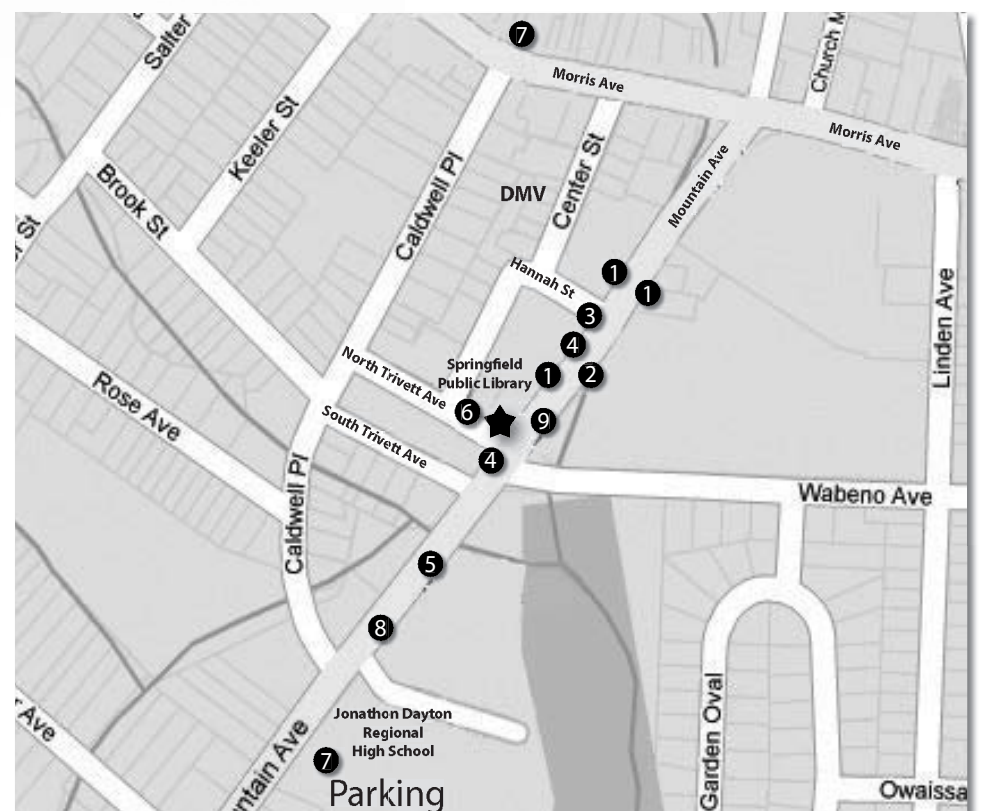 Salter
7
Morris Ave
Church M
Morris Ave
Keeler St
Brook St
Caldwell Pl
DMV
Center St
Mountain Ave
Hannah St
1
1
3
4
Linden Ave
North Trivett Ave
Springfield
Public Library
1
2
Rose Ave
South Trivett Ave
6
9
4
Wabeno Ave
Caldwell Pl
5
8
Garden Oval
Jonathon Dayton
Regional
High School
7
Parking
ntain Ave
r Ave
Owaissa
er St